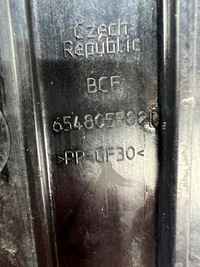 Czech
Republic
BCF
>PP-GF30<